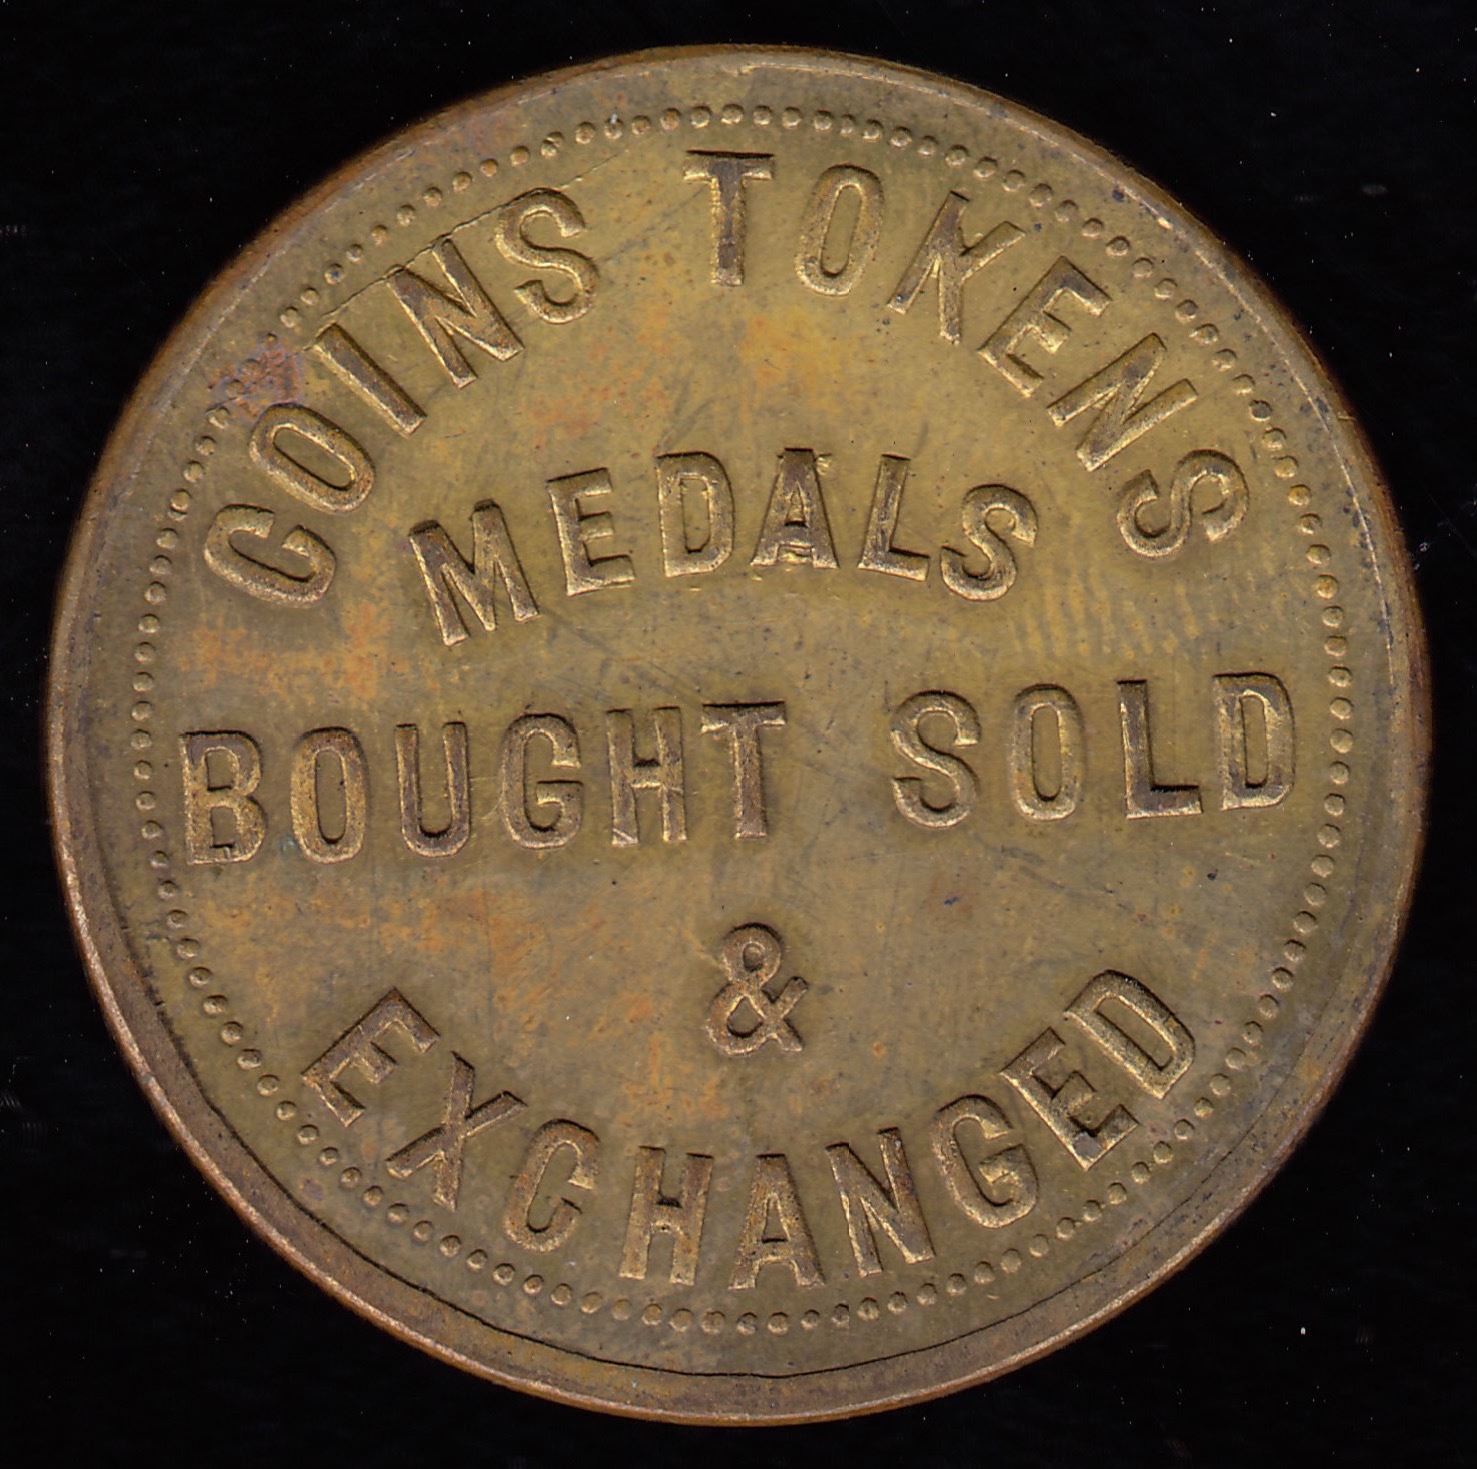 COINS TOKENS
MEDALS
BOUGHT SOLD
&
EXCHANGED